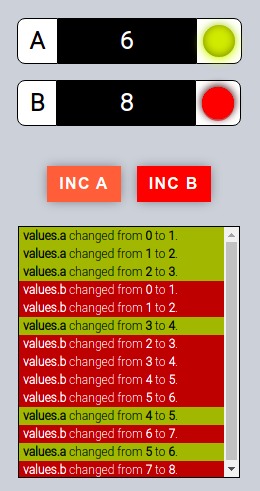 A 6
B 8
INC A INC B
values.a changed from 0 to 1.
values.a changed from 1 to 2.
values.a changed from 2 to 3.
values.b changed from 0 to 1.
values.b changed from 1 to 2.
values.a changed from 3 to 4.
values.b changed from 2 to 3.
values.b changed from 3 to 4.
values.b changed from 4 to 5.
values.b changed from 5 to 6.
values.a changed from 4 to 5.
values.b changed from 6 to 7.
values.a changed from 5 to 6.
values.b changed from 7 to 8.